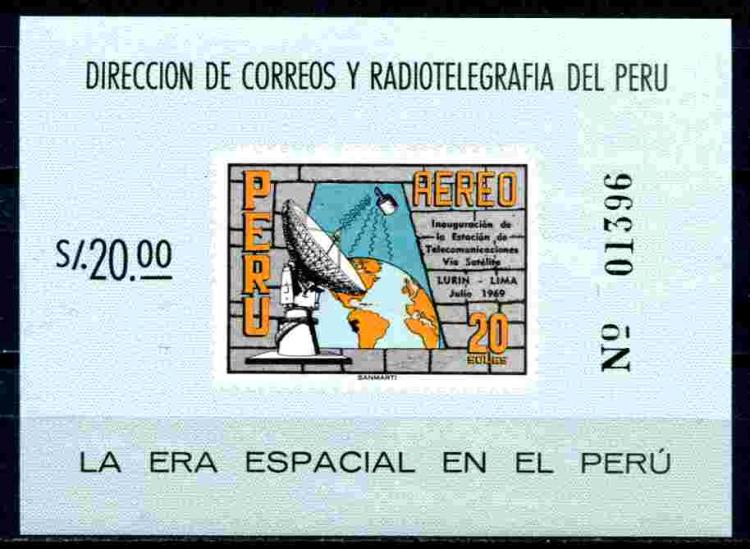 DIRECCION DE CORREOS Y RADIOTELEGRAFIA DEL PERU
PERU
AEREO
Inauguración de
la Estación de
Telecomunicaciones
Vía Satélite
LURIN - LIMA
Julio 1969
20
SOLES
SANMARTI
S/.20.00
Nº 01396
LA ERA ESPACIAL EN EL PERÚ